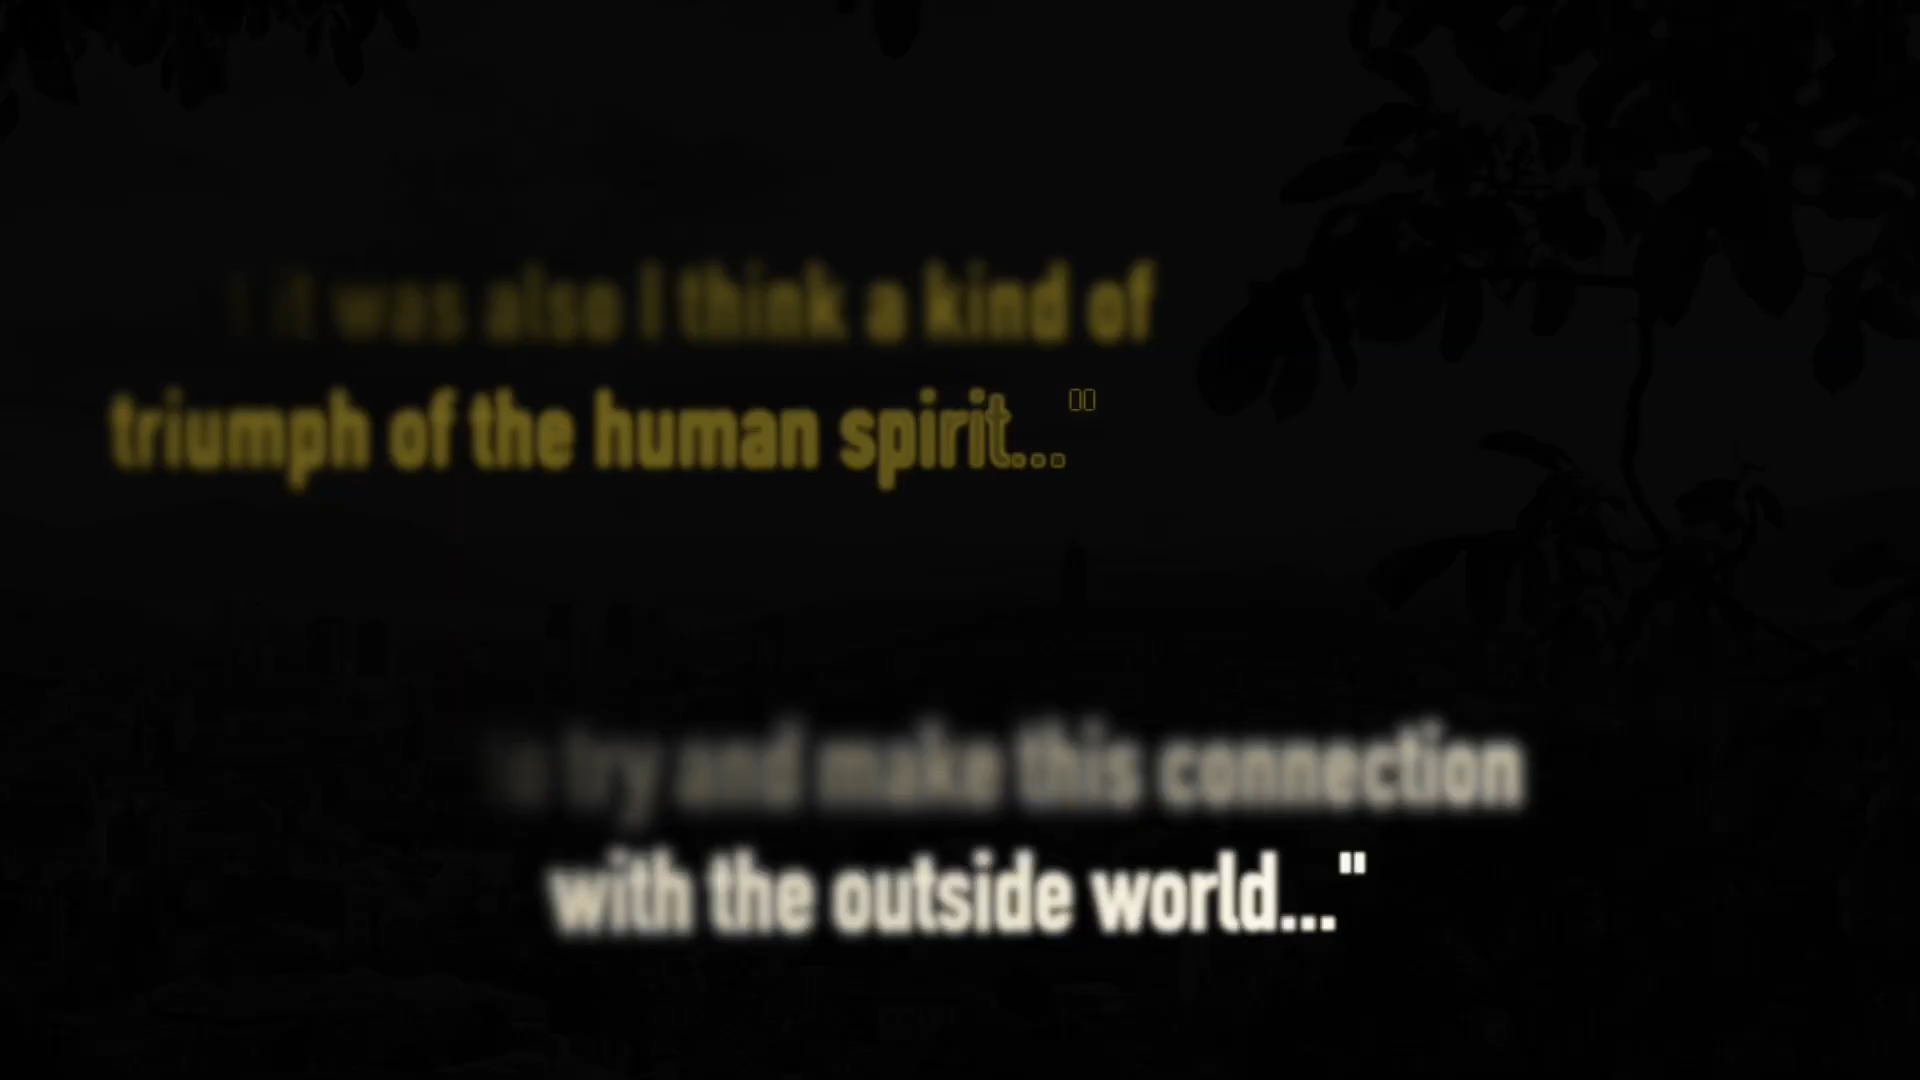 it was also I think a kind of
triumph of the human spirit..."
to try and make this connection
with the outside world..."